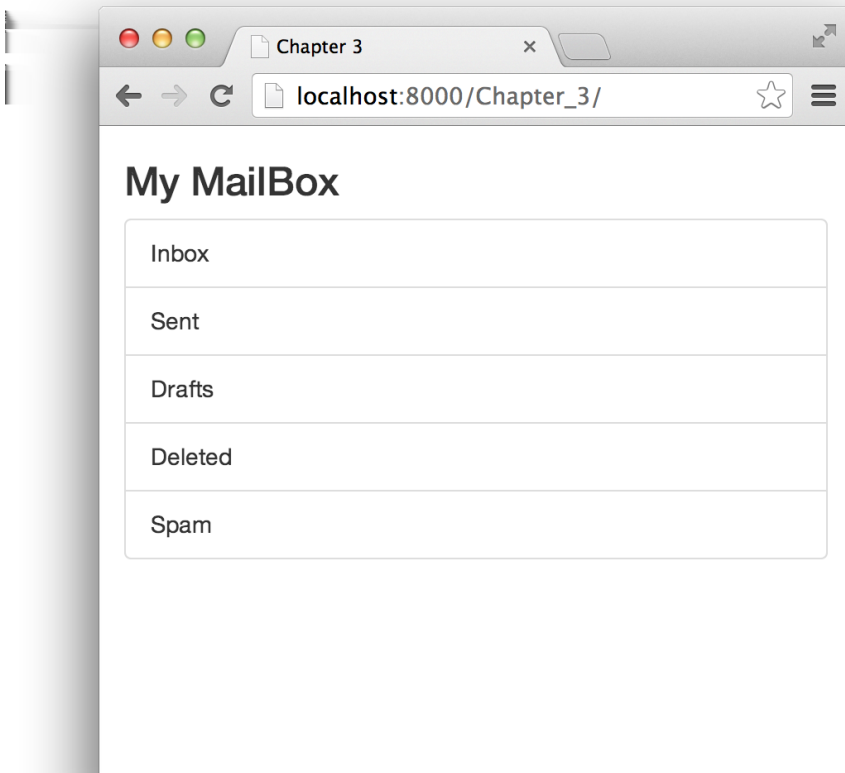 Chapter 3
localhost:8000/Chapter_3/
My MailBox
Inbox
Sent
Drafts
Deleted
Spam